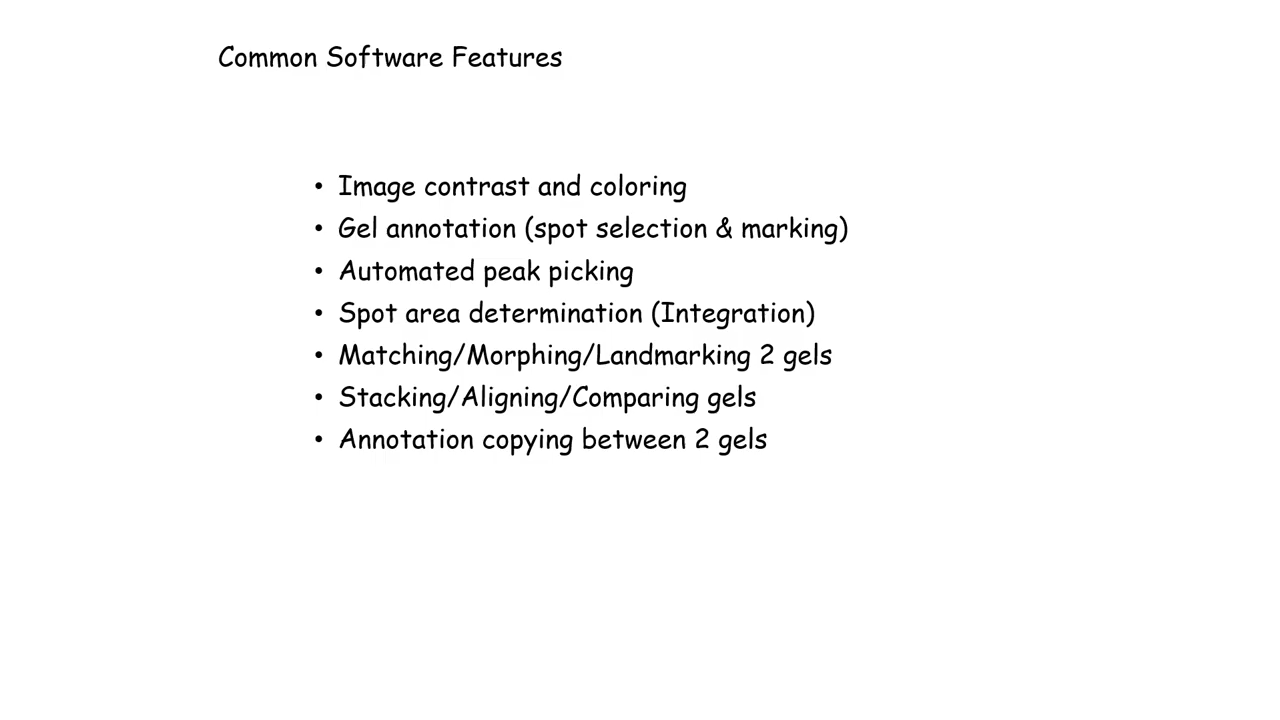 Common Software Features
• Image contrast and coloring
• Gel annotation (spot selection & marking)
• Automated peak picking
• Spot area determination (Integration)
• Matching/Morphing/Landmarking 2 gels
• Stacking/Aligning/Comparing gels
• Annotation copying between 2 gels